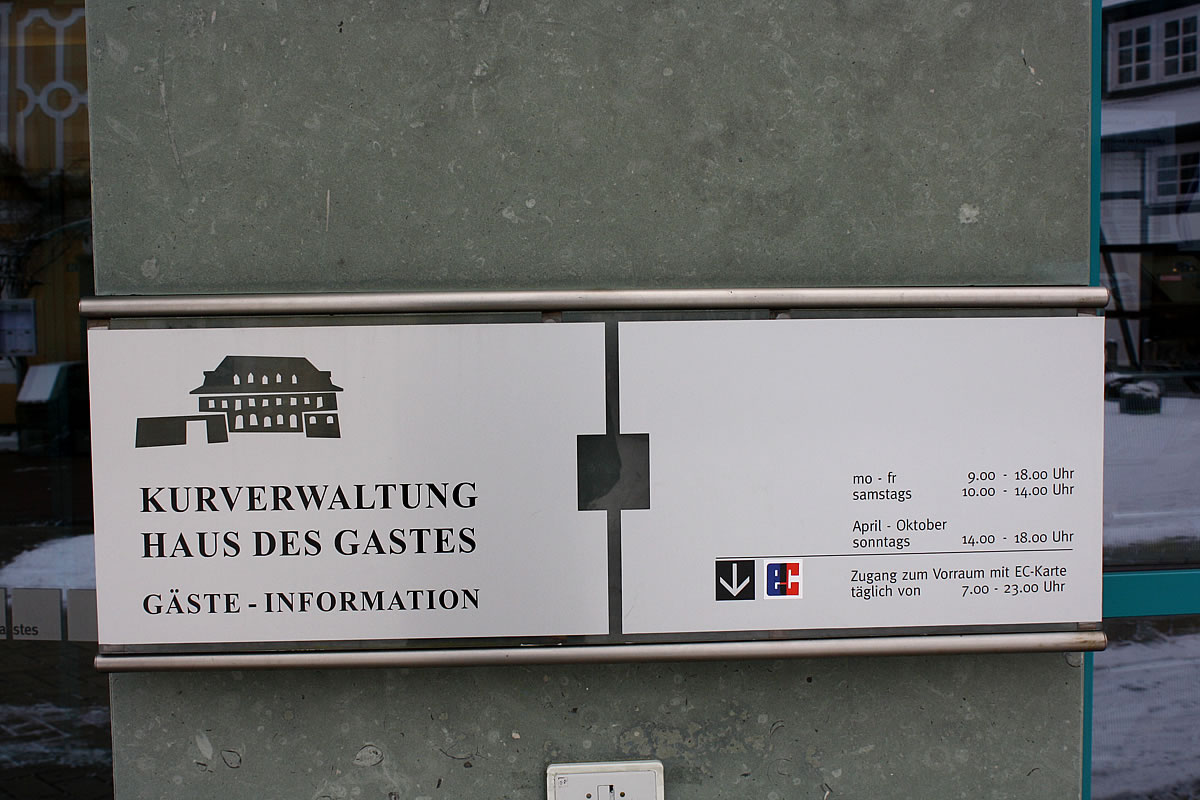 KURVERWALTUNG
HAUS DES GASTES
GÄSTE - INFORMATION
mo - fr 9.00 - 18.00 Uhr
samstags 10.00 - 14.00 Uhr
April - Oktober
sonntags 14.00 - 18.00 Uhr
ec
Zugang zum Vorraum mit EC-Karte
täglich von 7.00 - 23.00 Uhr